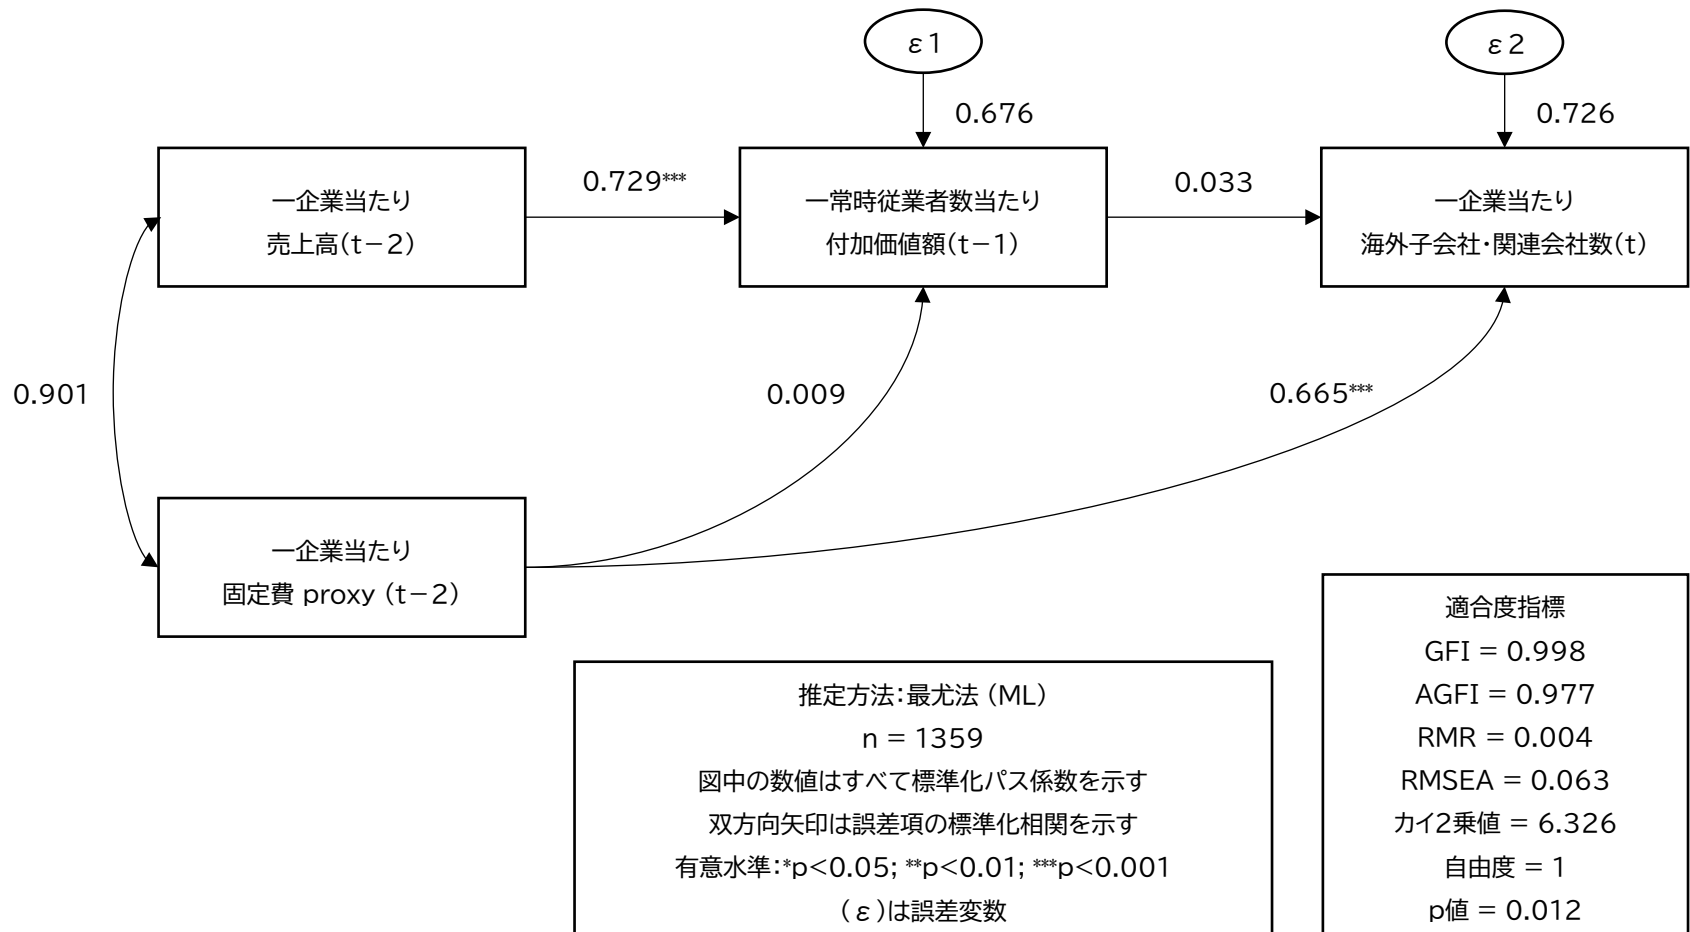 ε1
ε2
0.676
0.726
一企業当たり
売上高(t−2)
0.729***
一常時従業者数当たり
付加価値額(t−1)
0.033
一企業当たり
海外子会社・関連会社数(t)
0.901
0.009
0.665***
一企業当たり
固定費 proxy (t−2)
推定方法:最尤法 (ML)
n = 1359
図中の数値はすべて標準化パス係数を示す
双方向矢印は誤差項の標準化相関を示す
有意水準:*p<0.05; **p<0.01; ***p<0.001
(ε)は誤差変数
適合度指標
GFI = 0.998
AGFI = 0.977
RMR = 0.004
RMSEA = 0.063
カイ2乗値 = 6.326
自由度 = 1
p値 = 0.012